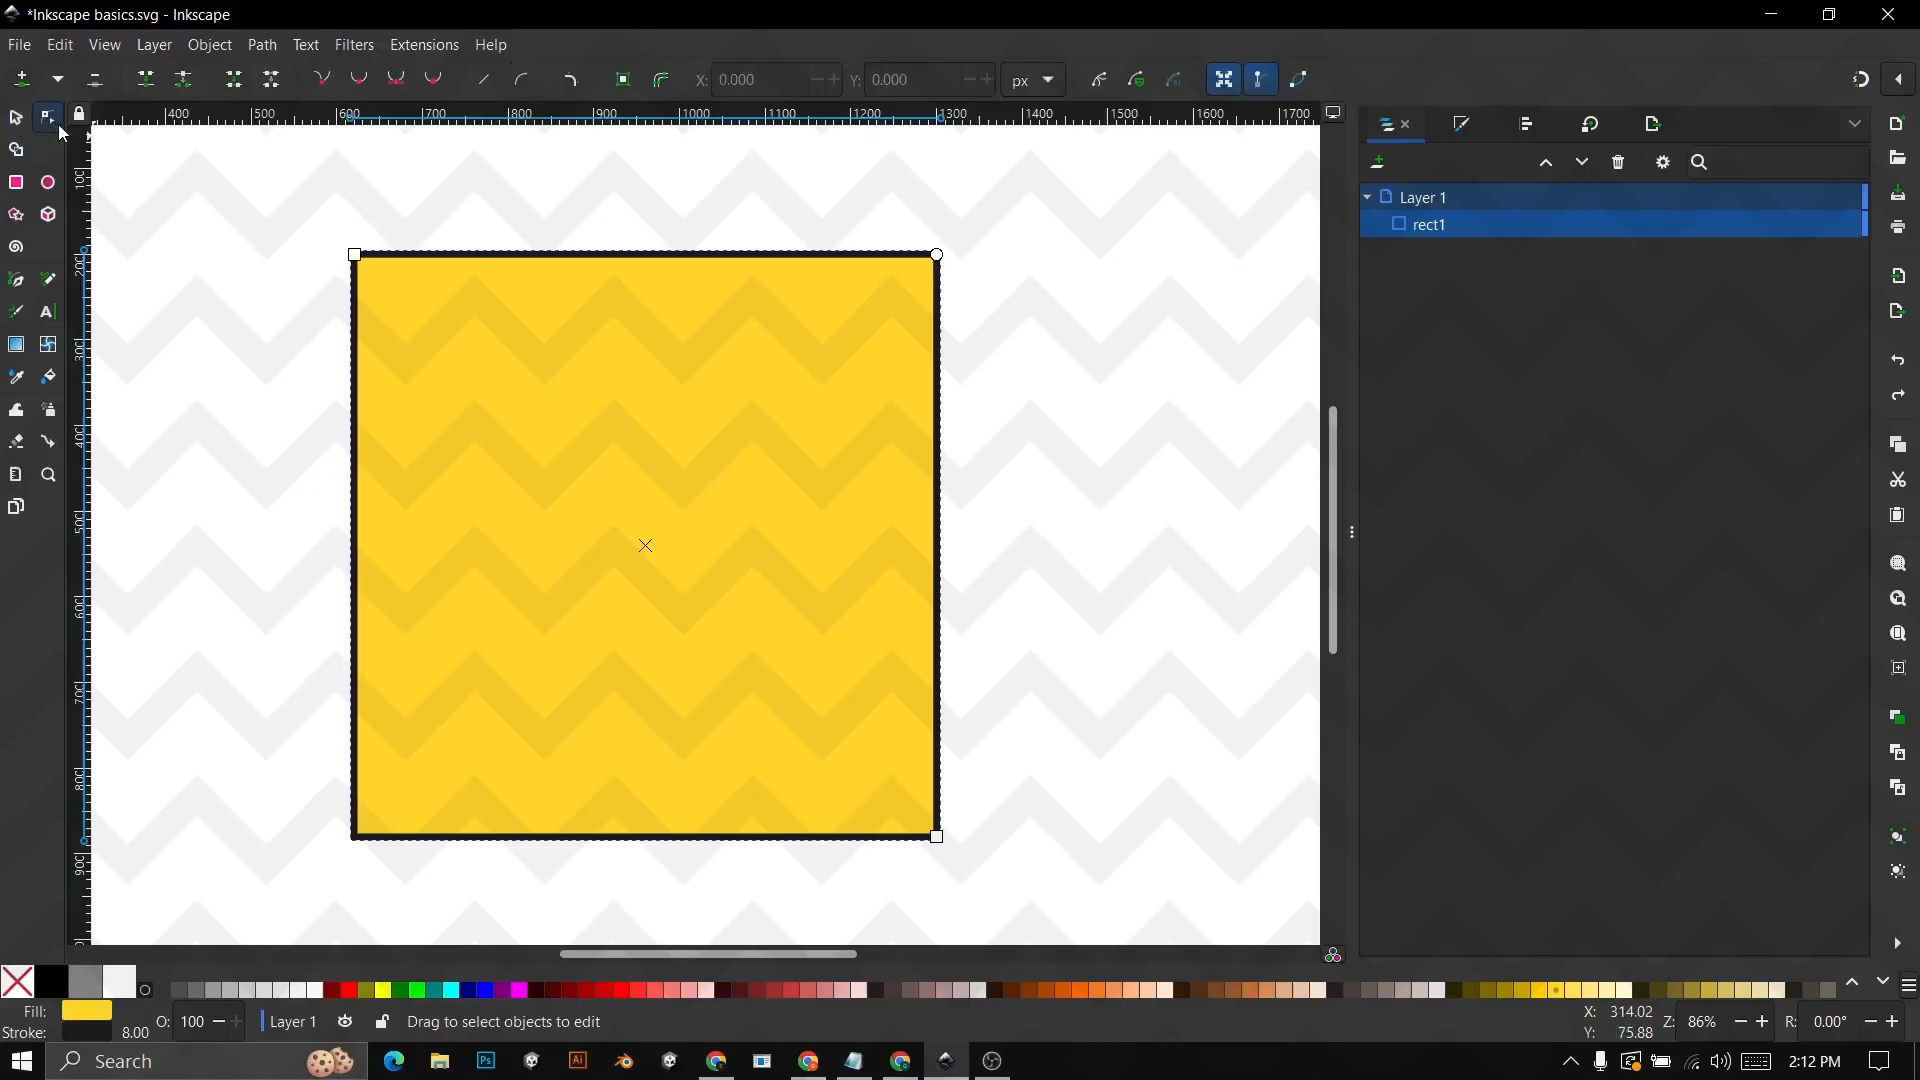 *Inkscape basics.svg - Inkscape
File Edit View Layer Object Path Text Filters Extensions Help
X: 0.000 - + Y: 0.000 - + px
400 500 600 700 800 900 1000 1100 1200 1300 1400 1500 1600 1700
100
200
300
400
500
600
700
800
900
Layer 1
rect1
Fill:
Stroke: 8.00
O: 100 - +
Layer 1
Drag to select objects to edit
X: 314.02
Y: 75.88
Z: 86% - +
R: 0.00° - +
Search
Ps
Ai
2:12 PM